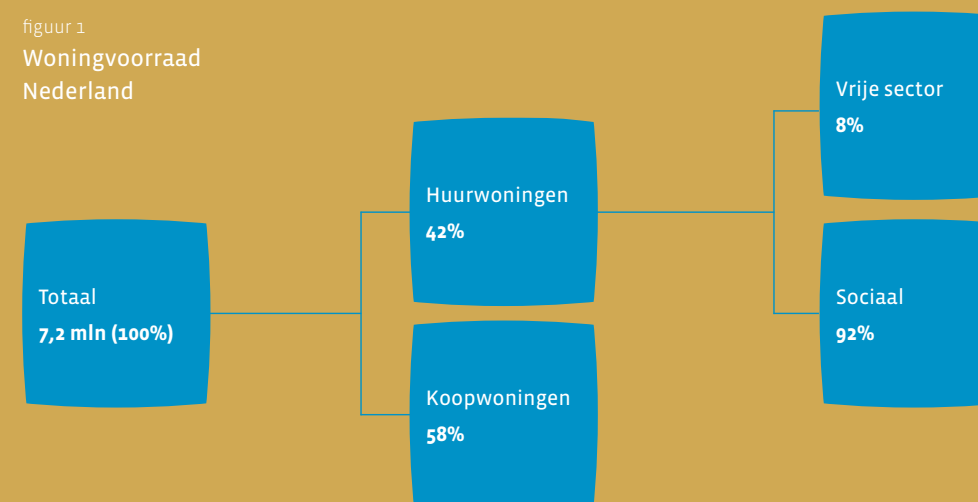 figuur 1
Woningvoorraad
Nederland
Totaal
7,2 mln (100%)
Huurwoningen
42%
Koopwoningen
58%
Vrije sector
8%
Sociaal
92%